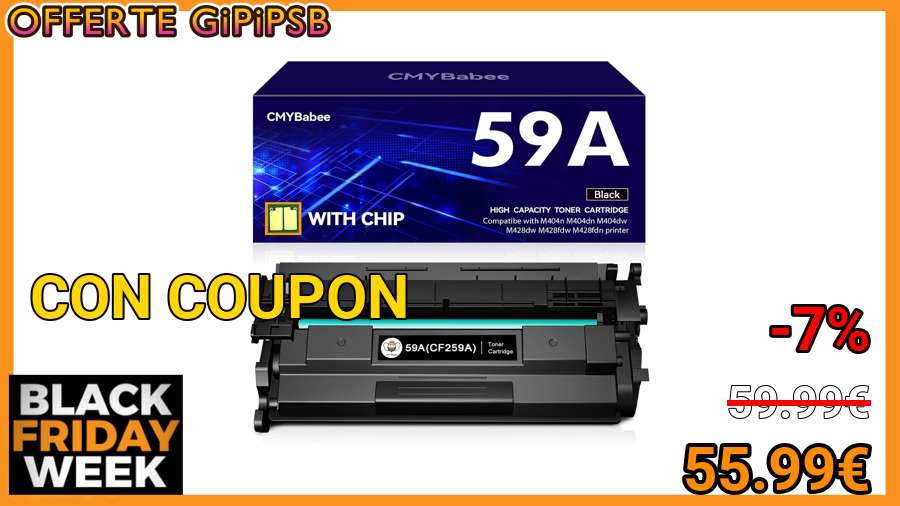 OFFERTE GiPiPSB
CMYBabee
CMYBabee
59A
Black
HIGH CAPACITY TONER CARTRIDGE
Compatibe with M404n M404dn M404dw
M428dw M428fdw M428fdn printer
WITH CHIP
CON COUPON
59A(CF259A)
Toner
Cartridge
-7%
59.99€
55.99€
BLACK
FRIDAY
WEEK